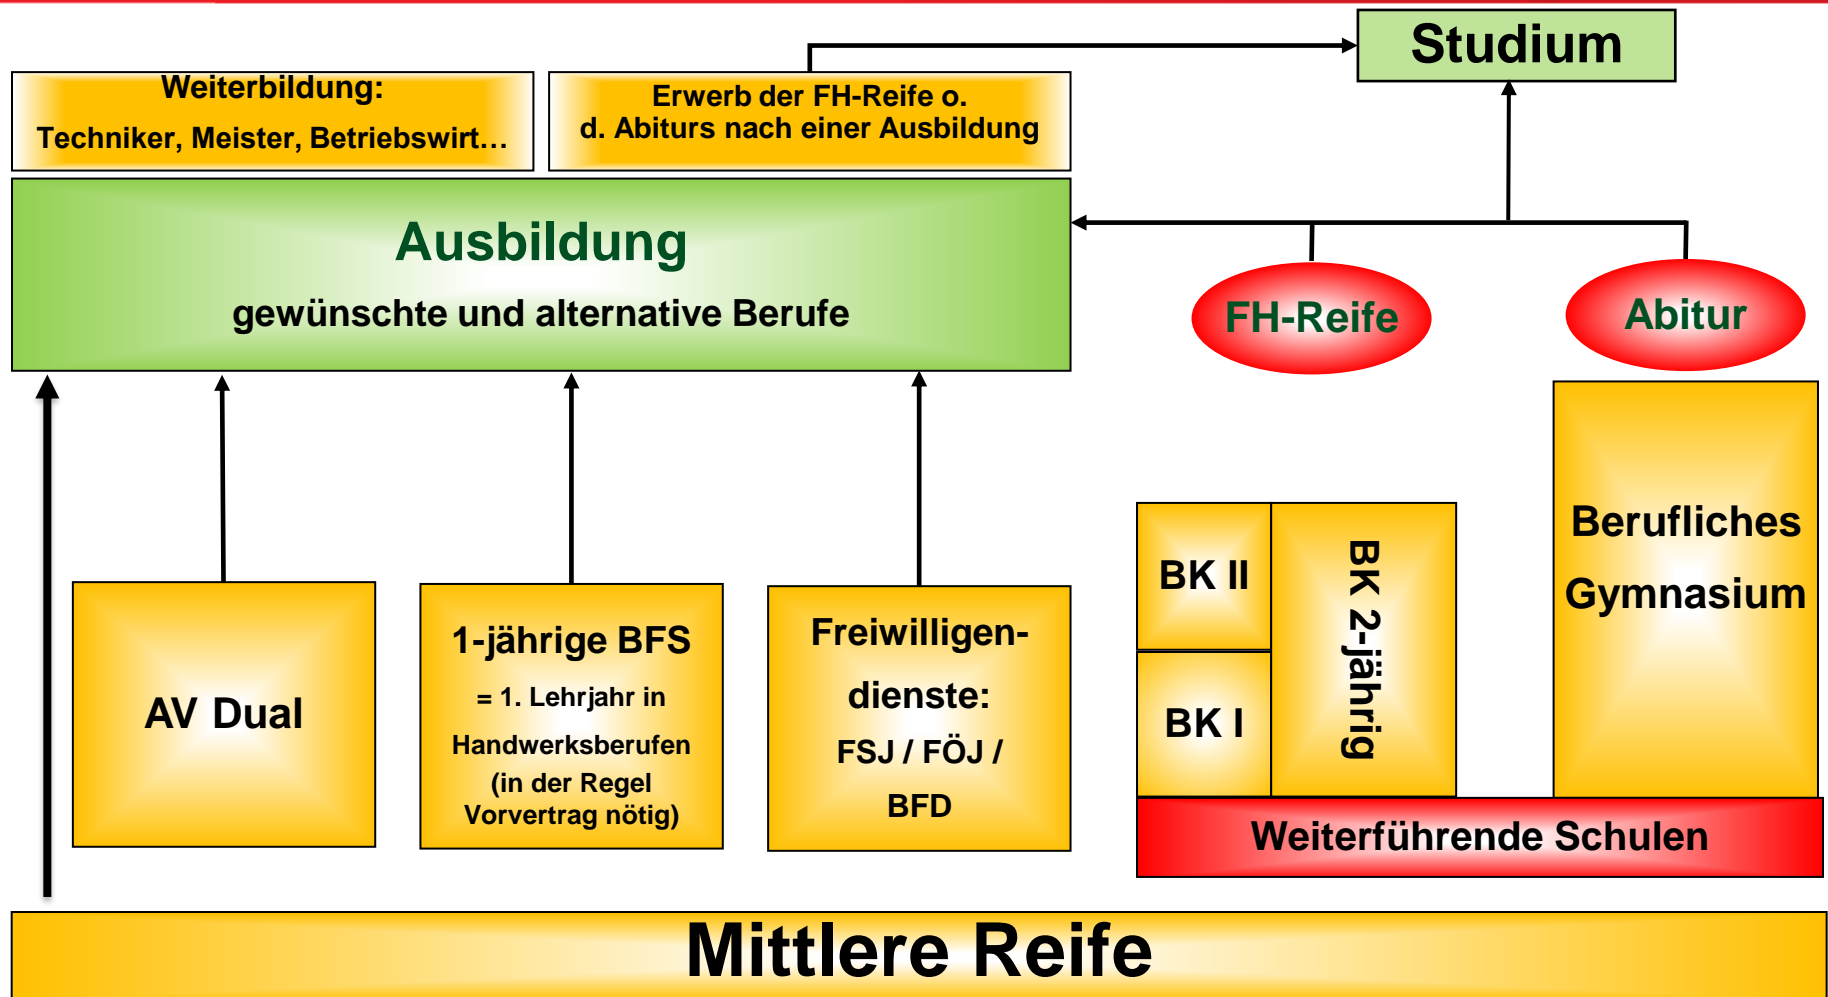 Studium
Weiterbildung:
Techniker, Meister, Betriebswirt…
Erwerb der FH-Reife o.
d. Abiturs nach einer Ausbildung
Ausbildung
gewünschte und alternative Berufe
FH-Reife
Abitur
AV Dual
1-jährige BFS
= 1. Lehrjahr in
Handwerksberufen
(in der Regel
Vorvertrag nötig)
Freiwilligen-
dienste:
FSJ / FÖJ /
BFD
BK II
BK I
BK 2-jährig
Berufliches
Gymnasium
Weiterführende Schulen
Mittlere Reife